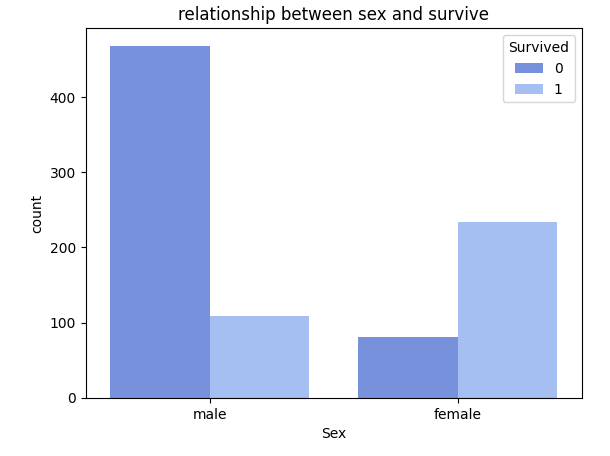 relationship between sex and survive
Survived
0
1
400
300
200
100
0
count
male female
Sex